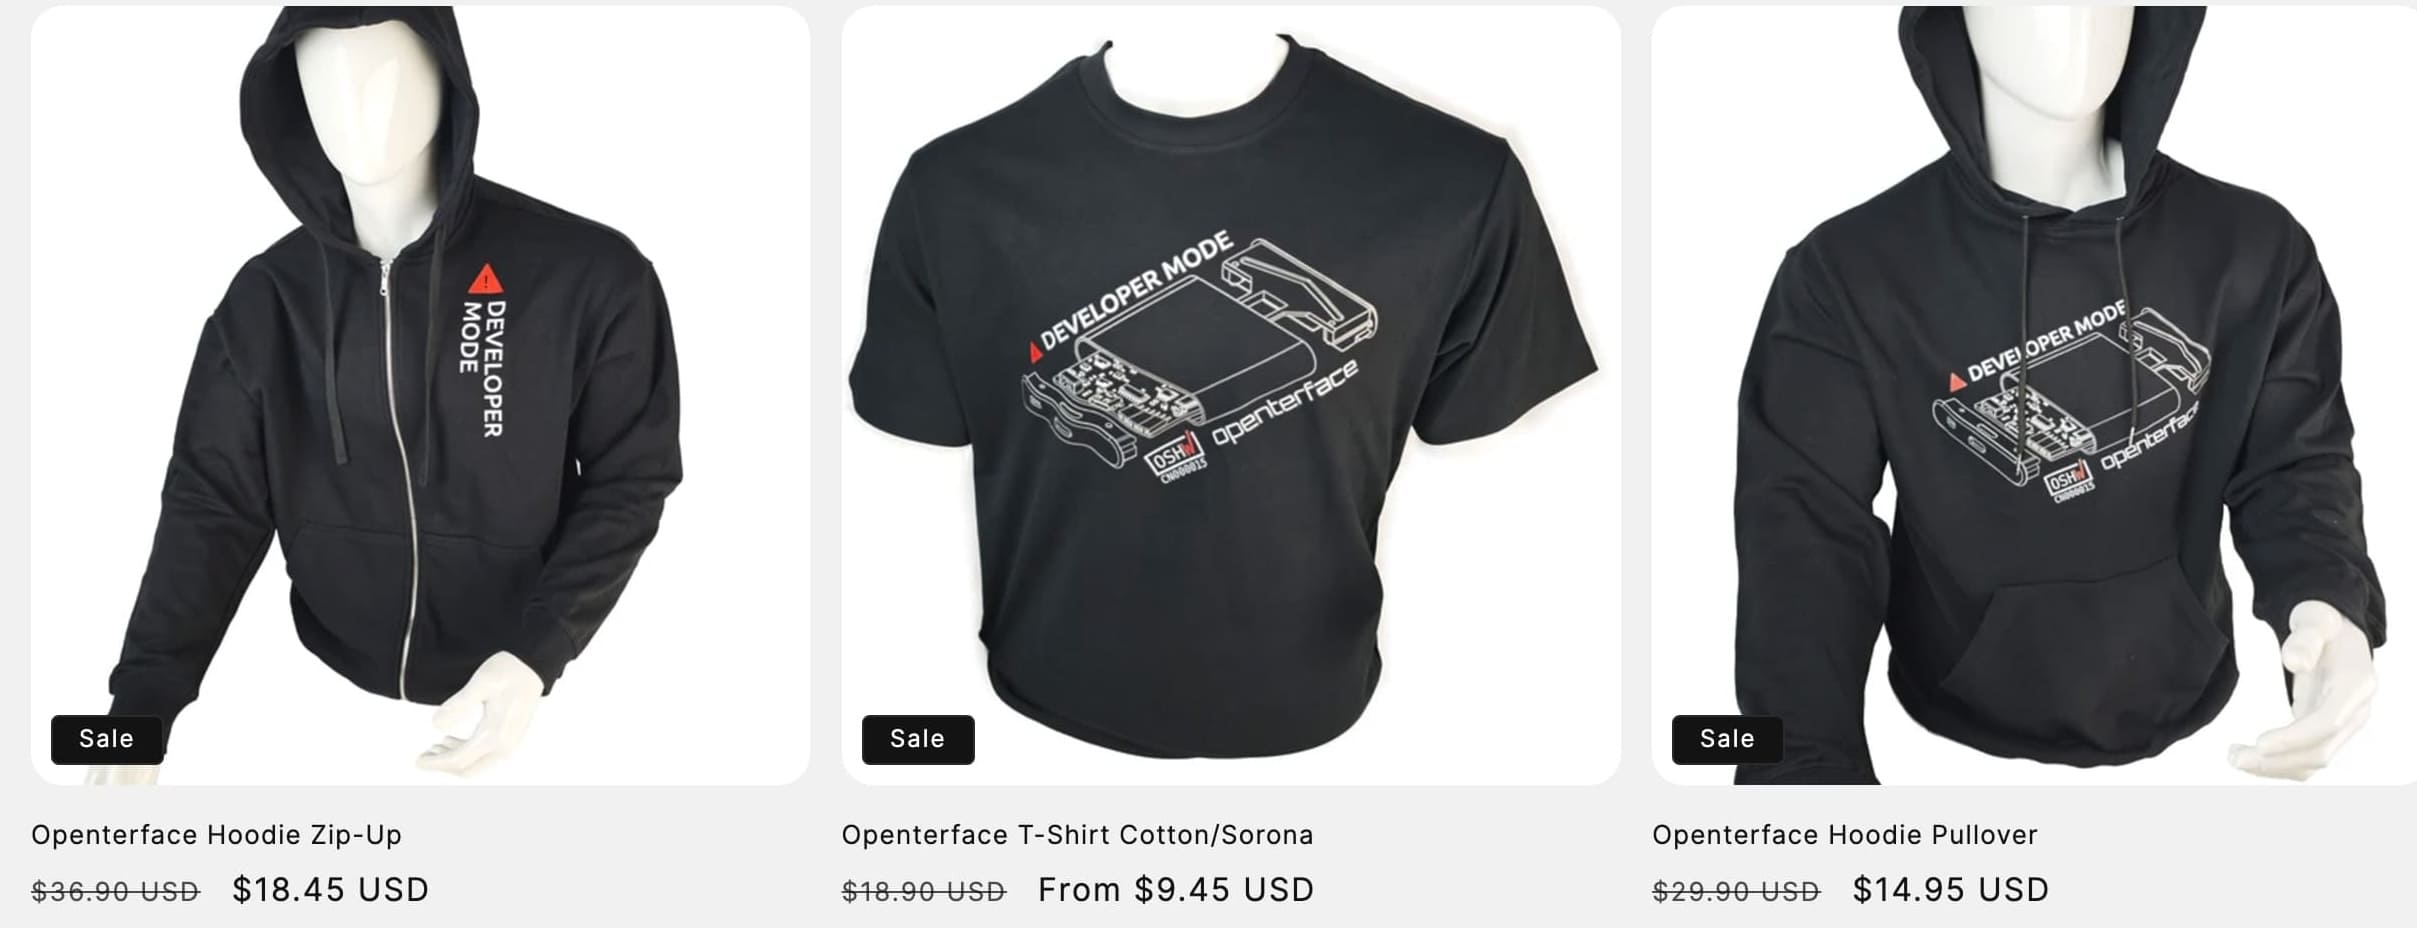 !
DEVELOPER
MODE
Sale
Openterface Hoodie Zip-Up
$36.90 USD $18.45 USD
DEVELOPER MODE
openterface
OSHW
CN000015
Sale
Openterface T-Shirt Cotton/Sorona
$18.90 USD From $9.45 USD
DEVELOPER MODE
openterface
OSHW
CN000015
Sale
Openterface Hoodie Pullover
$29.90 USD $14.95 USD